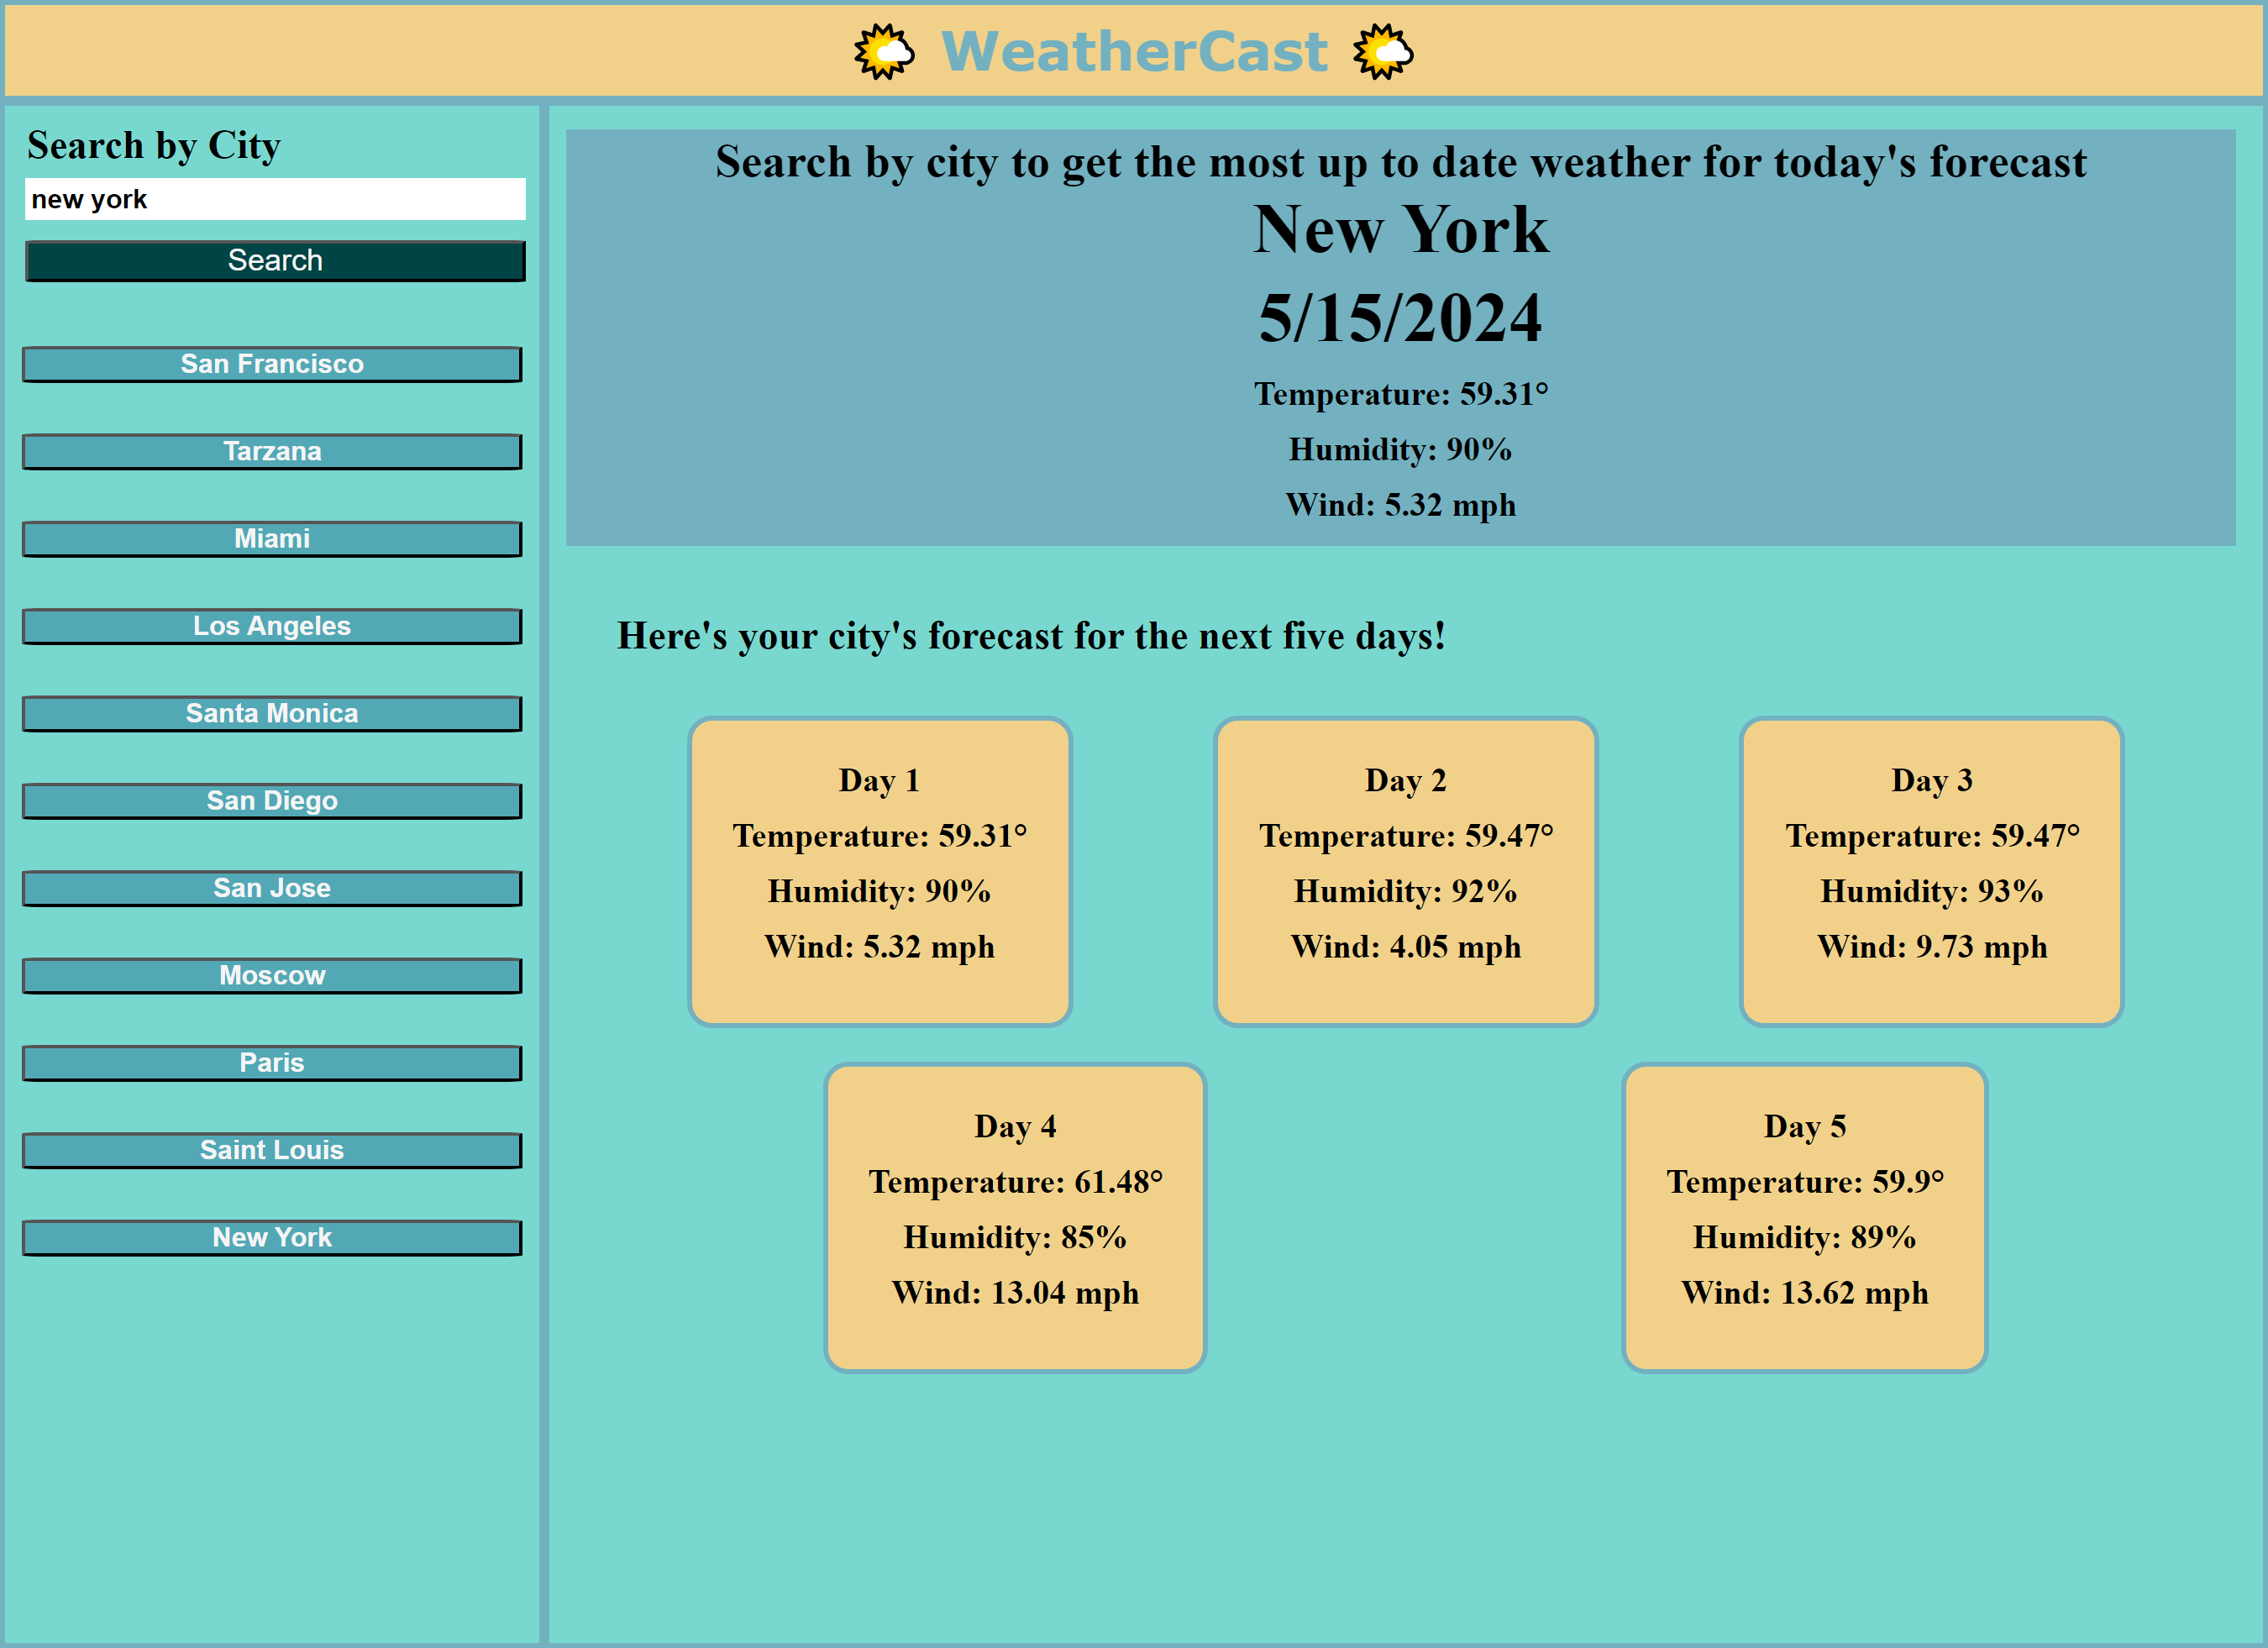 WeatherCast
Search by City
new york
Search
San Francisco
Tarzana
Miami
Los Angeles
Santa Monica
San Diego
San Jose
Moscow
Paris
Saint Louis
New York
Search by city to get the most up to date weather for today's forecast
New York
5/15/2024
Temperature: 59.31°
Humidity: 90%
Wind: 5.32 mph
Here's your city's forecast for the next five days!
Day 1
Temperature: 59.31°
Humidity: 90%
Wind: 5.32 mph
Day 2
Temperature: 59.47°
Humidity: 92%
Wind: 4.05 mph
Day 3
Temperature: 59.47°
Humidity: 93%
Wind: 9.73 mph
Day 4
Temperature: 61.48°
Humidity: 85%
Wind: 13.04 mph
Day 5
Temperature: 59.9°
Humidity: 89%
Wind: 13.62 mph